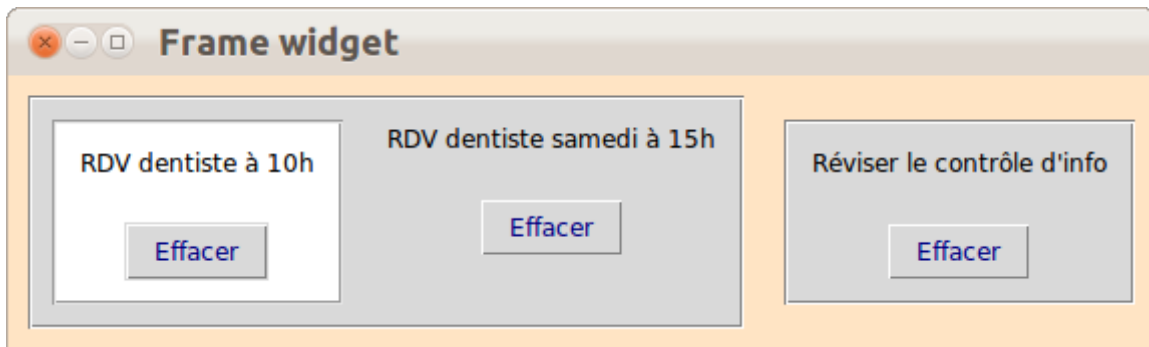 Frame widget
RDV dentiste à 10h
Effacer
RDV dentiste samedi à 15h
Effacer
Réviser le contrôle d'info
Effacer